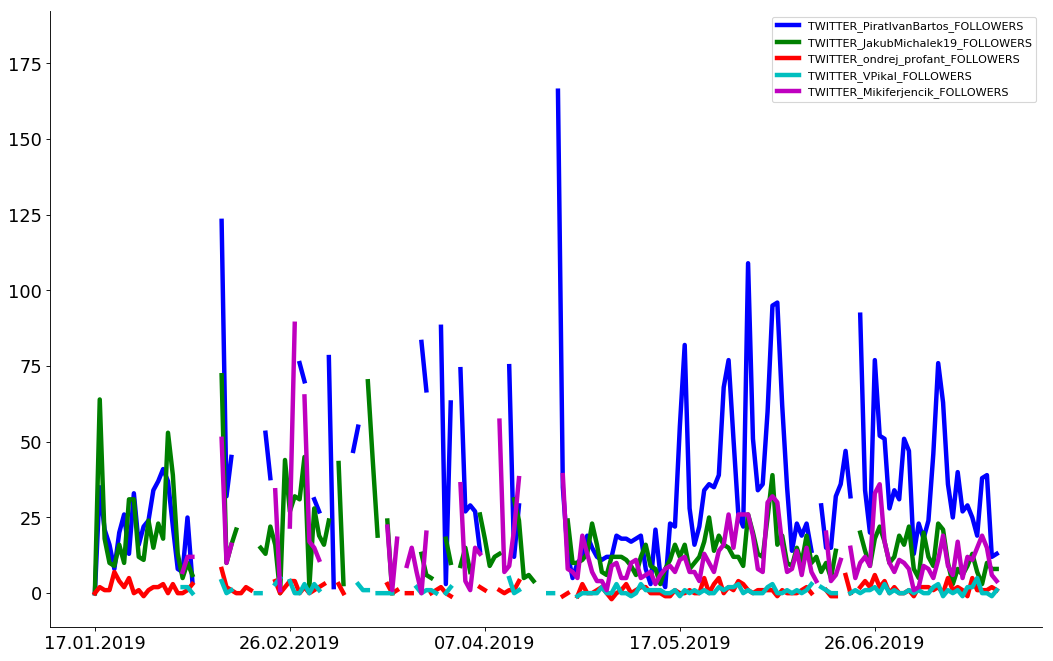 TWITTER_PiratIvanBartos_FOLLOWERS
TWITTER_JakubMichalek19_FOLLOWERS
TWITTER_ondrej_profant_FOLLOWERS
TWITTER_VPikal_FOLLOWERS
TWITTER_Mikiferjencik_FOLLOWERS
175
150
125
100
75
50
25
0
17.01.2019 26.02.2019 07.04.2019 17.05.2019 26.06.2019